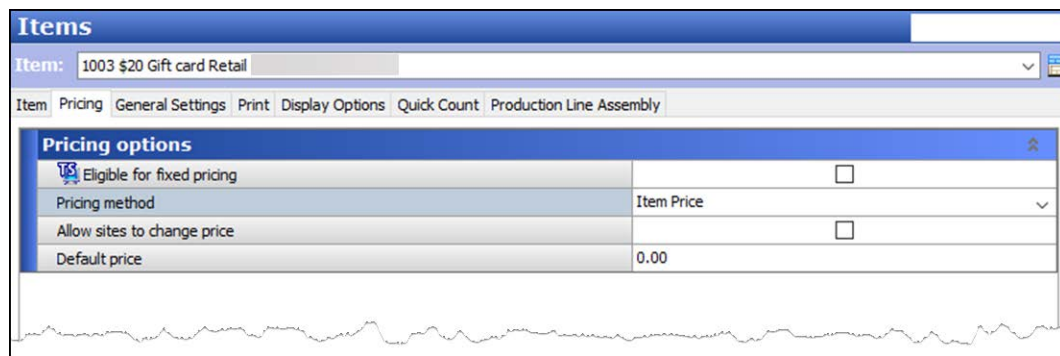 Items
Item: 1003 $20 Gift card Retail
Item Pricing General Settings Print Display Options Quick Count Production Line Assembly
Pricing options
TS Eligible for fixed pricing
Pricing method Item Price
Allow sites to change price
Default price 0.00